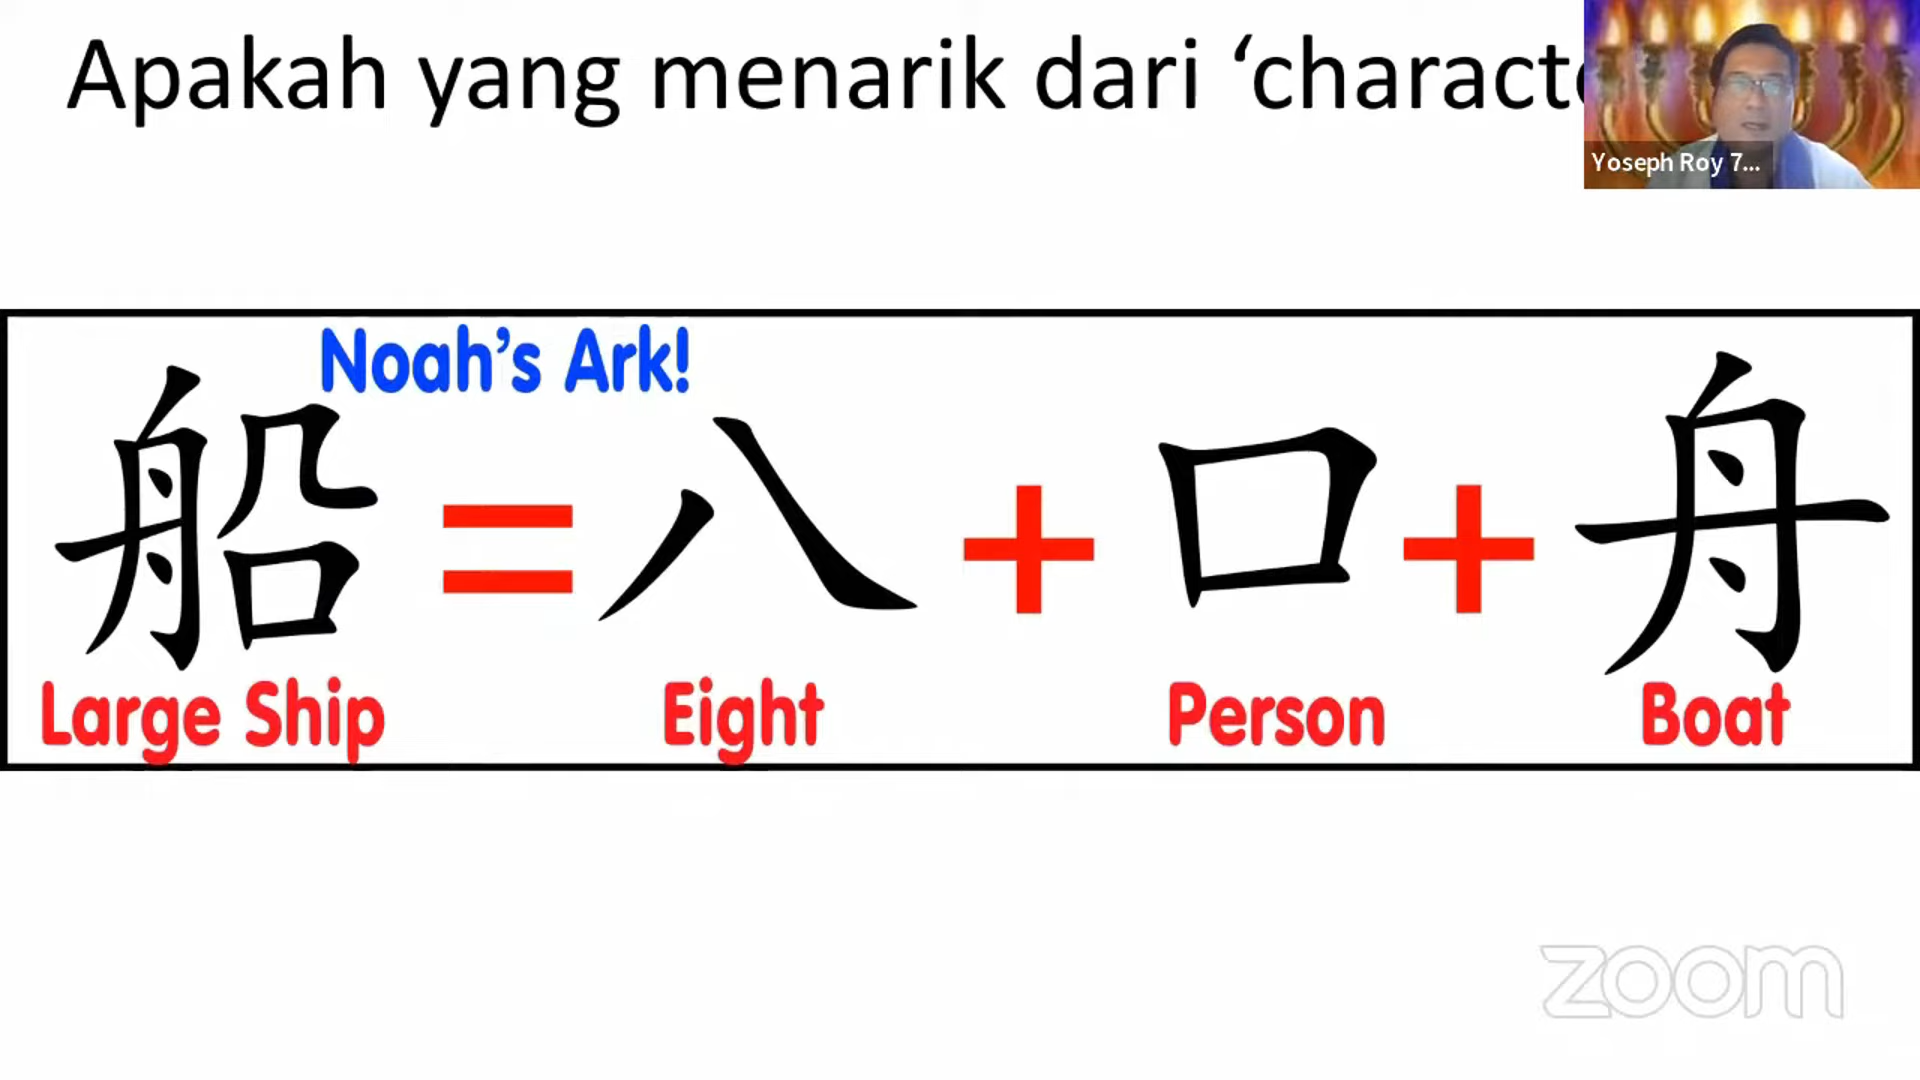 Apakah yang menarik dari ‘characte
Yoseph Roy 7...
Noah’s Ark!
船 = 八 + 口 + 舟
Large Ship Eight Person Boat
zoom